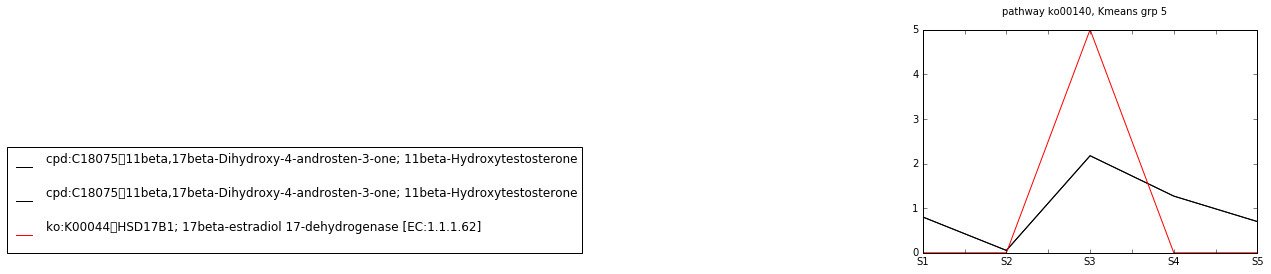 pathway ko00140, Kmeans grp 5
cpd:C18075▯11beta,17beta-Dihydroxy-4-androsten-3-one; 11beta-Hydroxytestosterone
cpd:C18075▯11beta,17beta-Dihydroxy-4-androsten-3-one; 11beta-Hydroxytestosterone
ko:K00044▯HSD17B1; 17beta-estradiol 17-dehydrogenase [EC:1.1.1.62]
5
4
3
2
1
0
S1 S2 S3 S4 S5